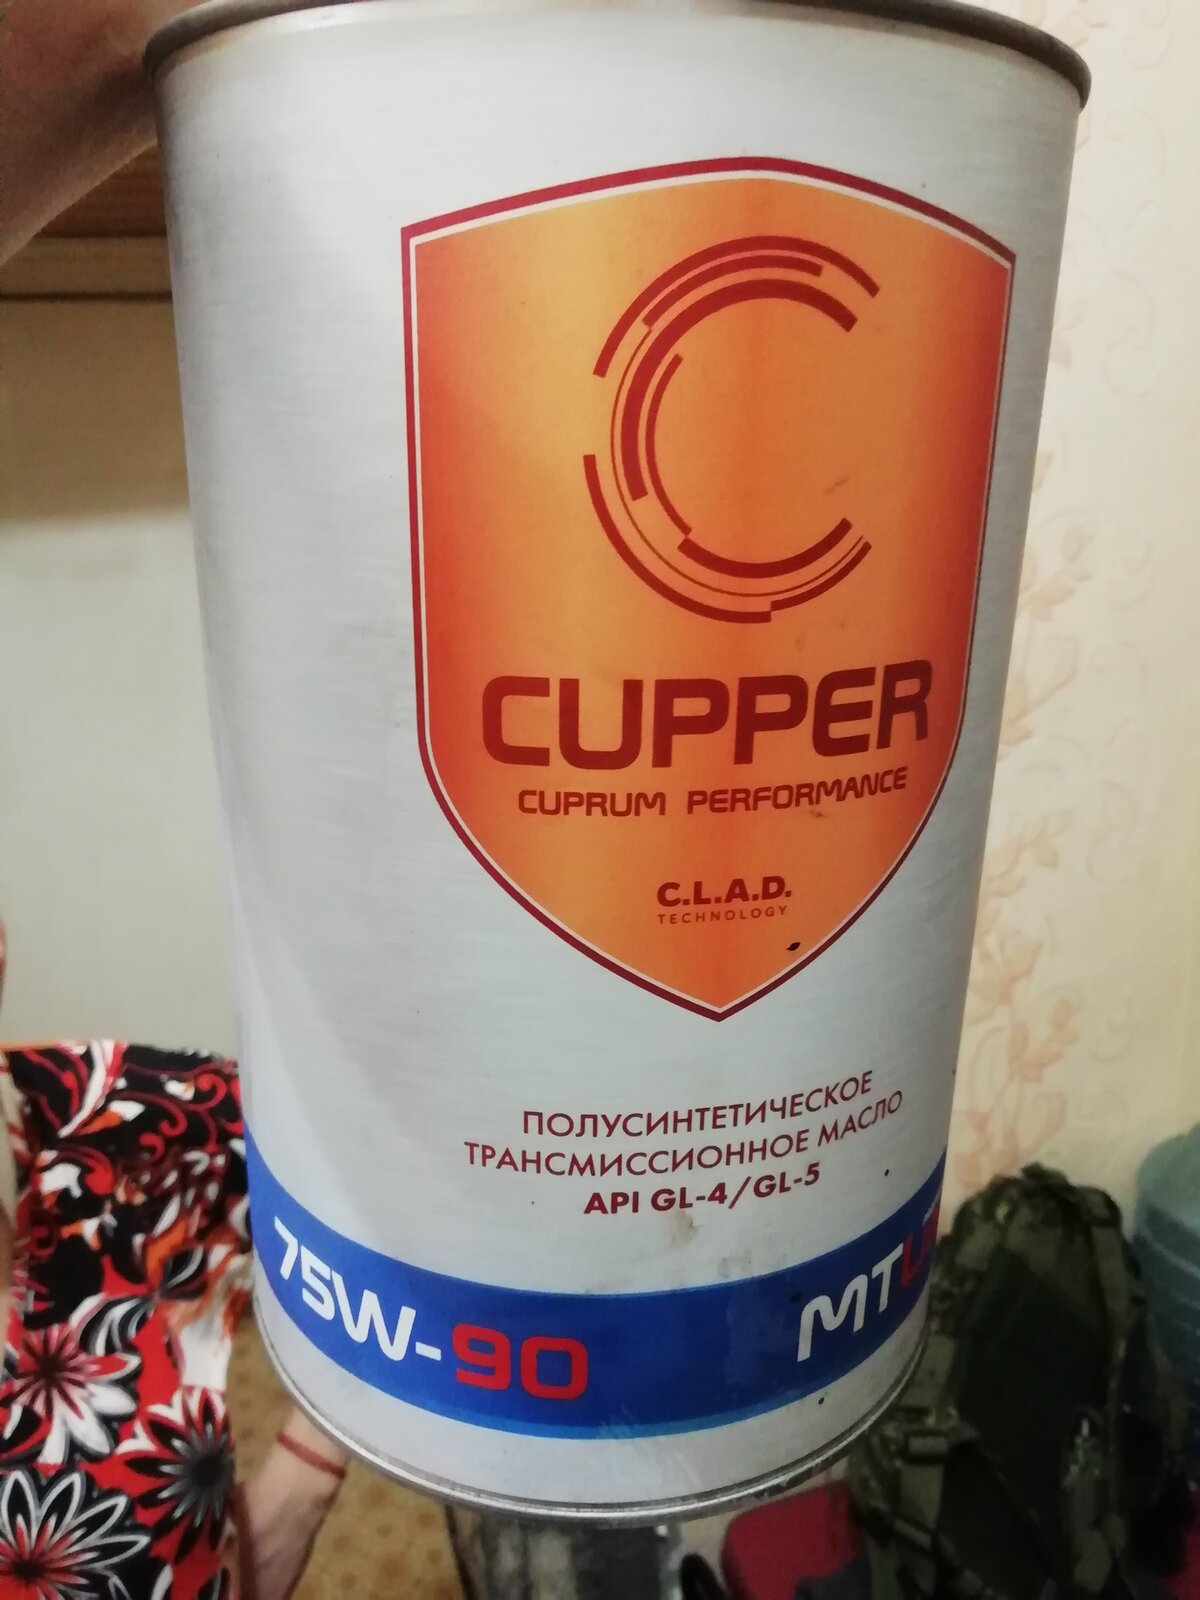 CUPPER
CUPRUM PERFORMANCE
C.L.A.D.
TECHNOLOGY
ПОЛУСИНТЕТИЧЕСКОЕ
ТРАНСМИССИОННОЕ МАСЛО
API GL-4/GL-5
75W-90